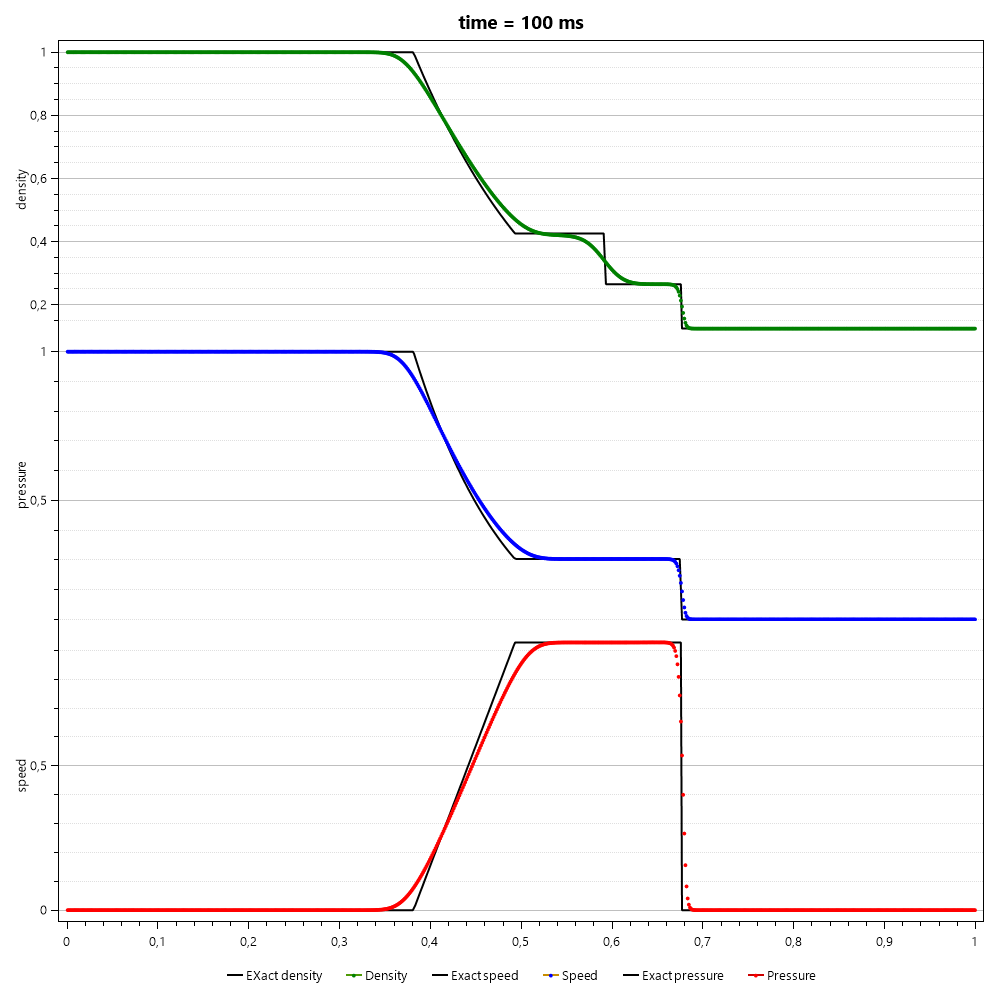 time = 100 ms
1
0,8
0,6
0,4
0,2
density
1
0,5
pressure
0,5
0
speed
0 0,1 0,2 0,3 0,4 0,5 0,6 0,7 0,8 0,9 1
EXact density Density Exact speed Speed Exact pressure Pressure